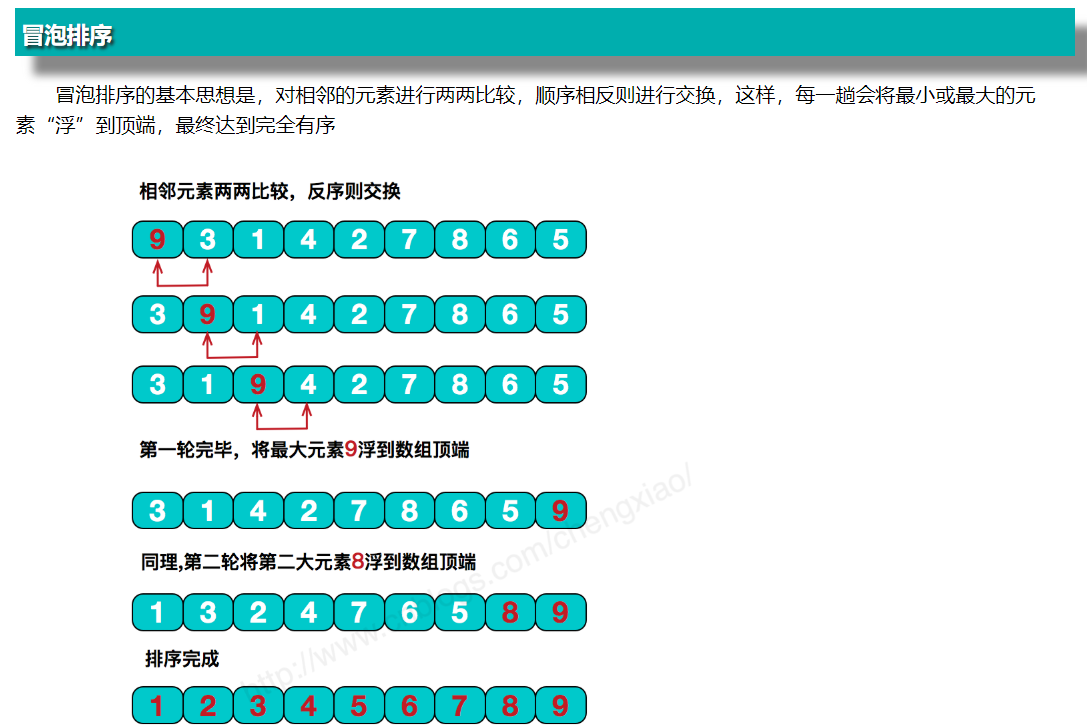 冒泡排序
冒泡排序的基本思想是，对相邻的元素进行两两比较，顺序相反则进行交换，这样，每一趟会将最小或最大的元
素“浮”到顶端，最终达到完全有序
相邻元素两两比较，反序则交换
9 3 1 4 2 7 8 6 5
3 9 1 4 2 7 8 6 5
3 1 9 4 2 7 8 6 5
第一轮完毕，将最大元素9浮到数组顶端
3 1 4 2 7 8 6 5 9
同理,第二轮将第二大元素8浮到数组顶端
1 3 2 4 7 6 5 8 9
排序完成
1 2 3 4 5 6 7 8 9